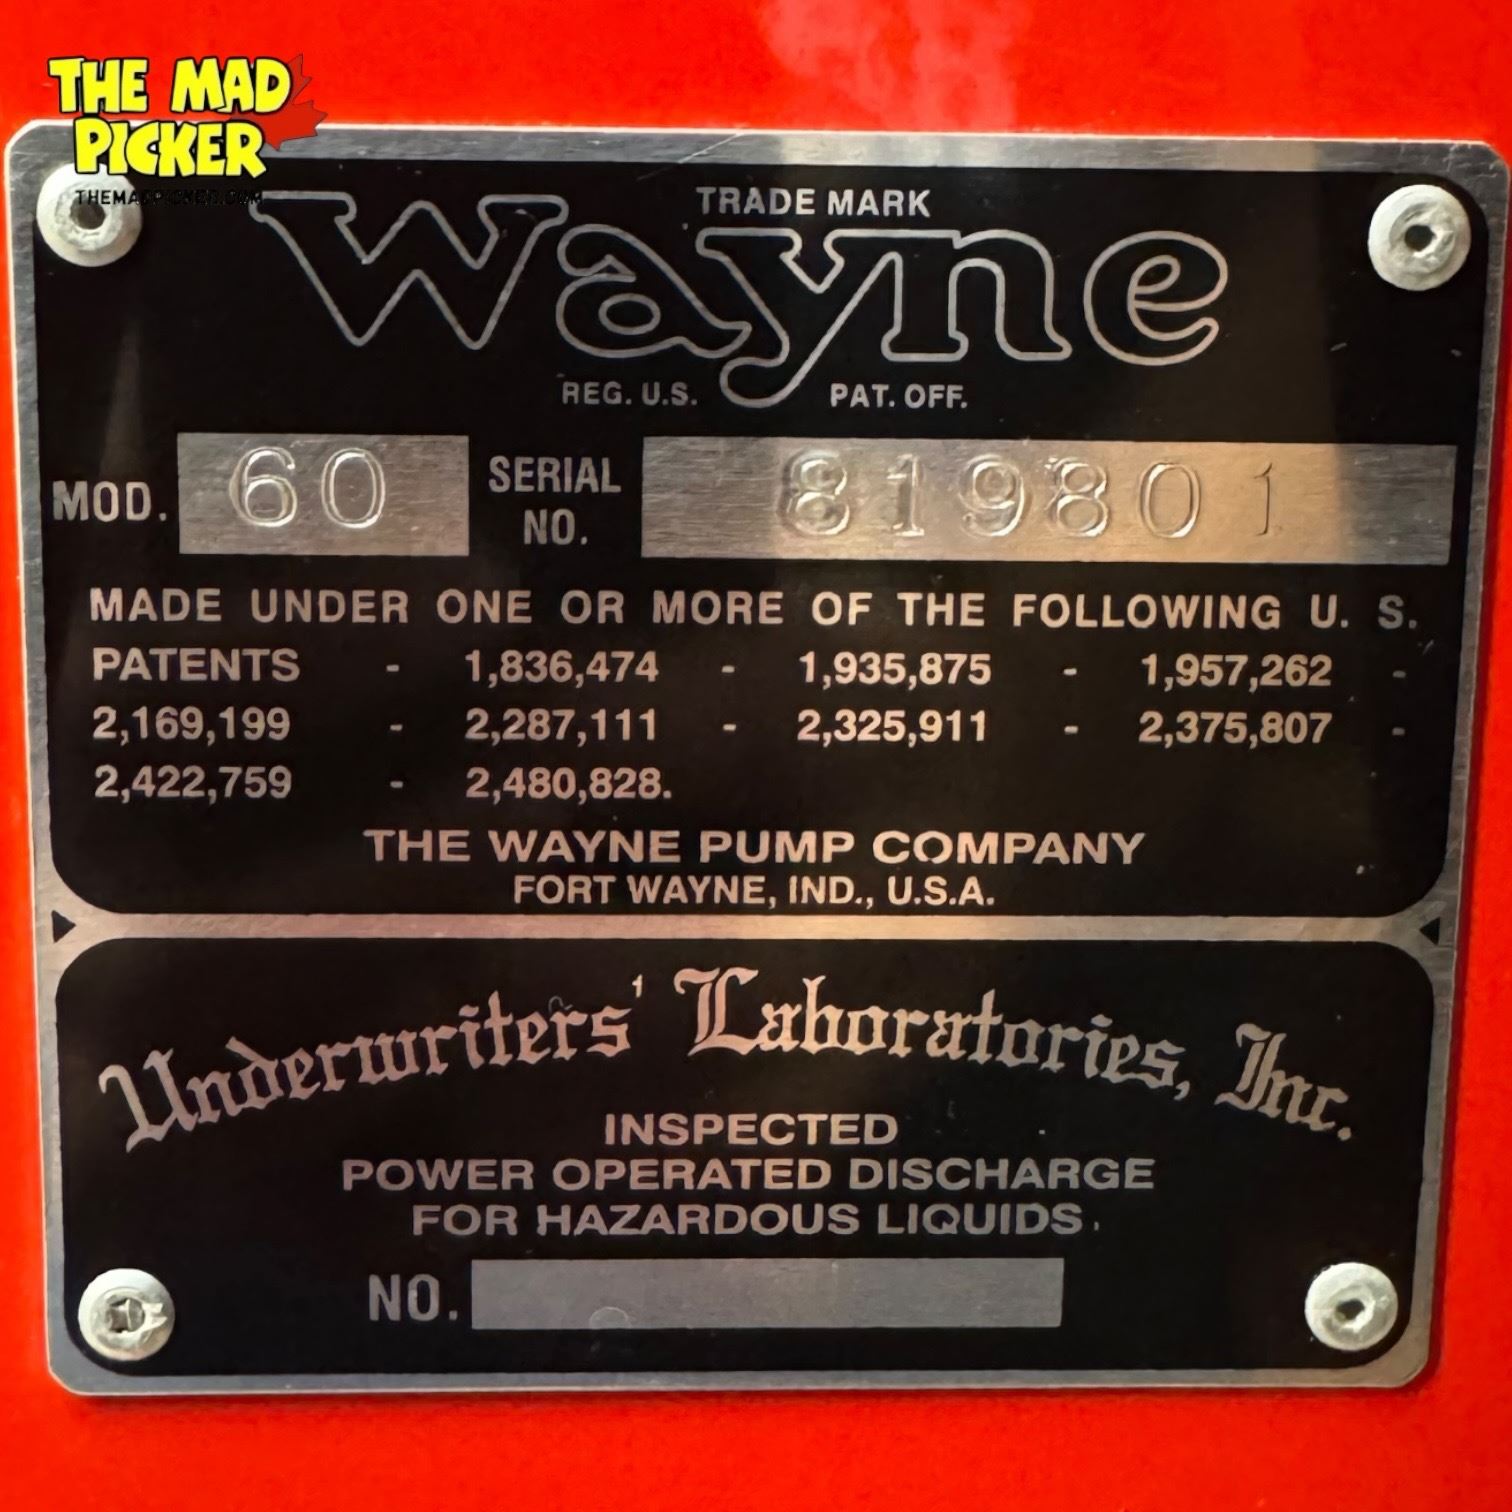 THE MAD
PICKER
THEMADPICKER.COM
TRADE MARK
Wayne
REG. U.S. PAT. OFF.
MOD. 60 SERIAL NO. 819801
MADE UNDER ONE OR MORE OF THE FOLLOWING U. S.
PATENTS - 1,836,474 - 1,935,875 - 1,957,262 -
2,169,199 - 2,287,111 - 2,325,911 - 2,375,807 -
2,422,759 - 2,480,828.
THE WAYNE PUMP COMPANY
FORT WAYNE, IND., U.S.A.
Underwriters' Laboratories, Inc.
INSPECTED
POWER OPERATED DISCHARGE
FOR HAZARDOUS LIQUIDS.
NO.